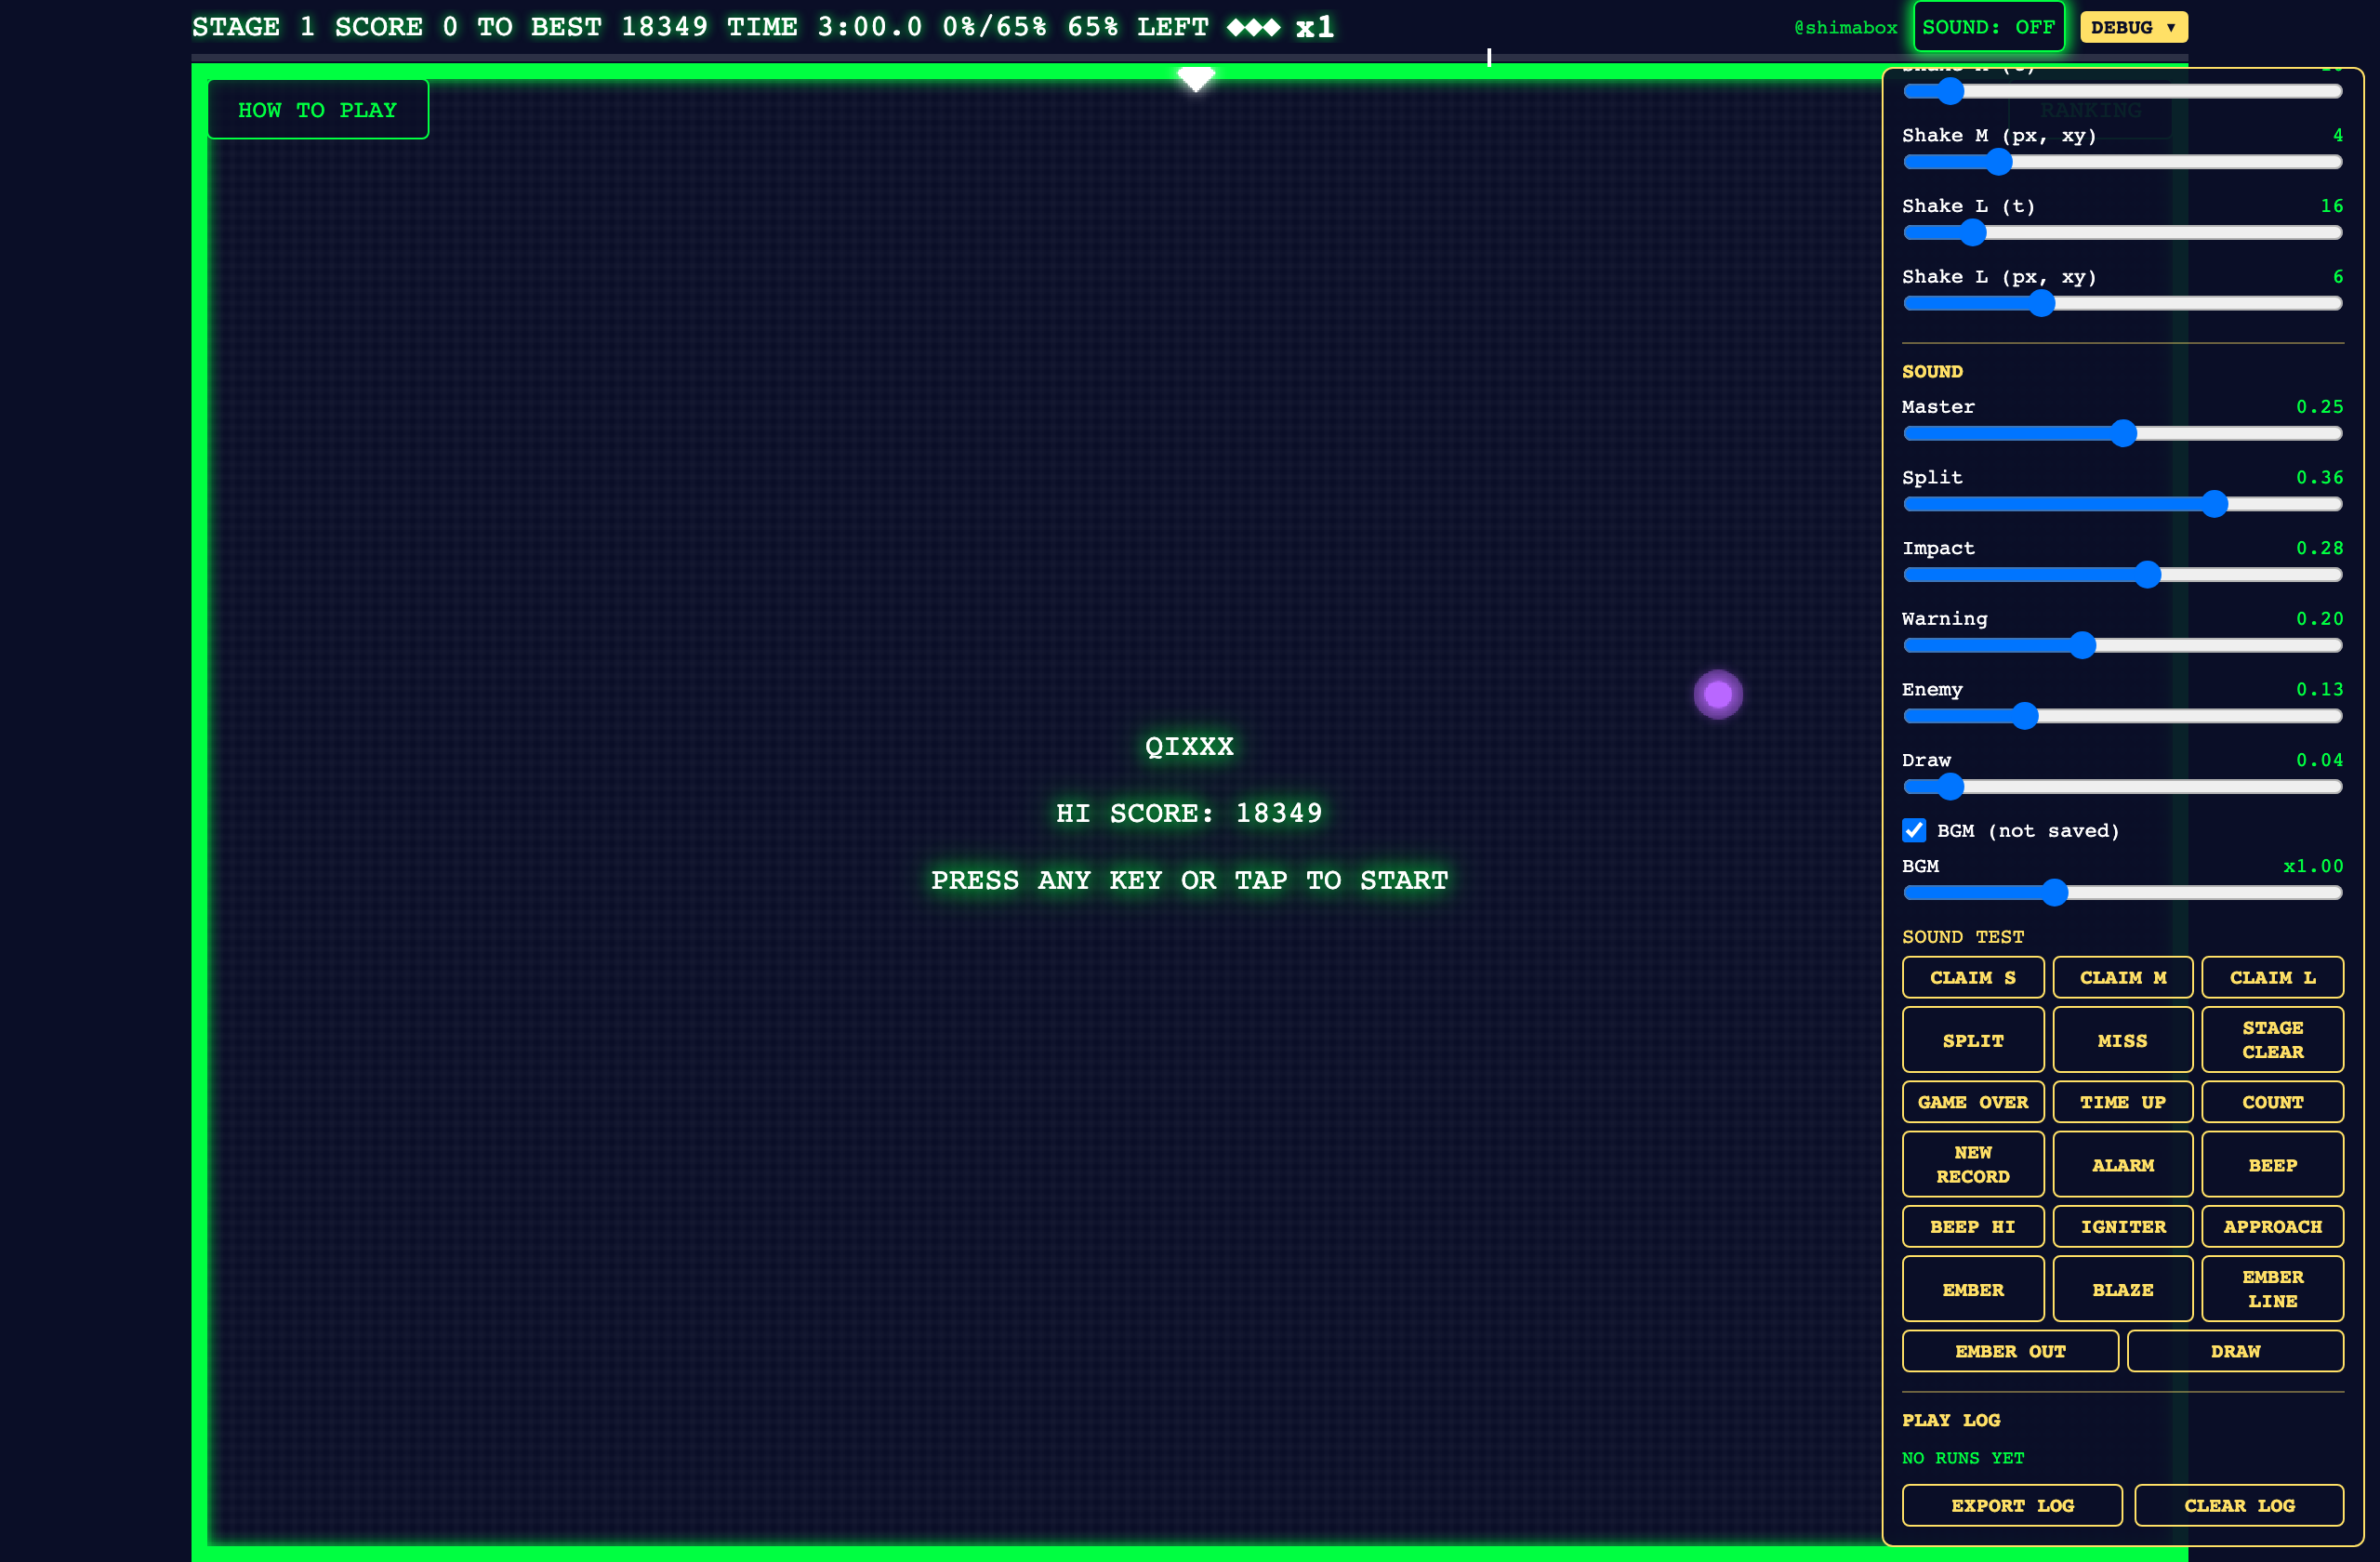 STAGE 1 SCORE 0 TO BEST 18349 TIME 3:00.0 0%/65% 65% LEFT ◆◆◆ x1
@shimabox
SOUND: OFF
DEBUG ▼
HOW TO PLAY
RANKING
Shake M (px, xy) 4
Shake L (t) 16
Shake L (px, xy) 6
SOUND
Master 0.25
Split 0.36
Impact 0.28
Warning 0.20
Enemy 0.13
Draw 0.04
BGM (not saved)
BGM x1.00
QIXXX
HI SCORE: 18349
PRESS ANY KEY OR TAP TO START
SOUND TEST
CLAIM S
CLAIM M
CLAIM L
SPLIT
MISS
STAGE
CLEAR
GAME OVER
TIME UP
COUNT
NEW
RECORD
ALARM
BEEP
BEEP HI
IGNITER
APPROACH
EMBER
BLAZE
EMBER
LINE
EMBER OUT
DRAW
PLAY LOG
NO RUNS YET
EXPORT LOG
CLEAR LOG